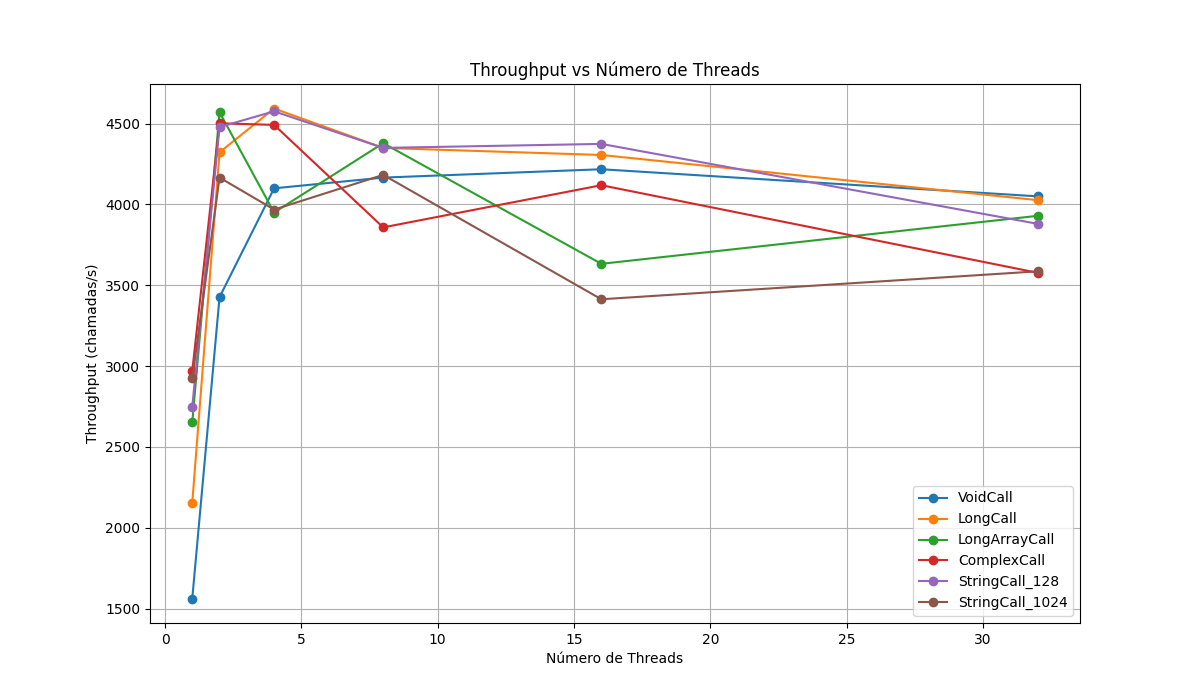 Throughput vs Número de Threads
Throughput (chamadas/s)
4500
4000
3500
3000
2500
2000
1500
0 5 10 15 20 25 30
Número de Threads
VoidCall
LongCall
LongArrayCall
ComplexCall
StringCall_128
StringCall_1024